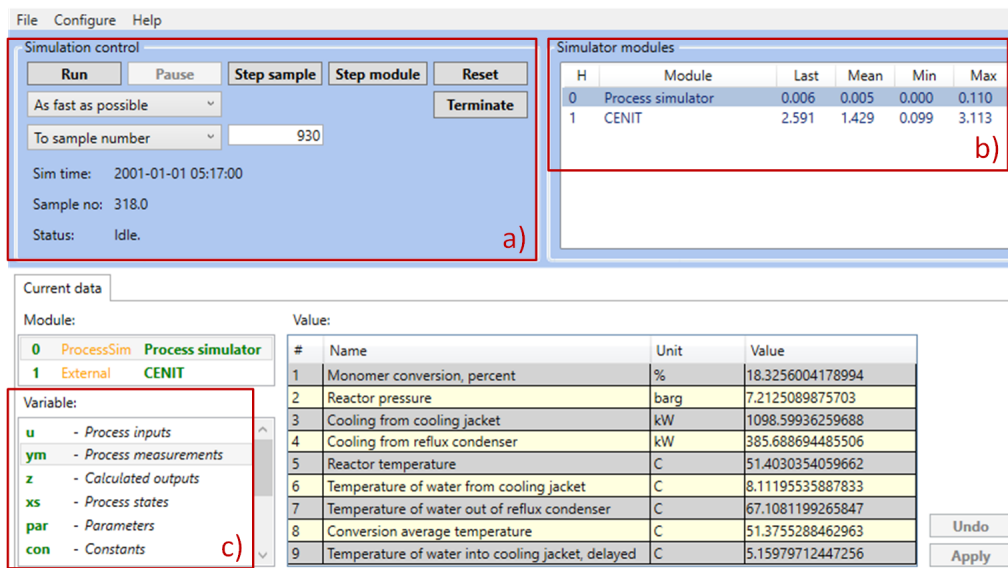 File Configure Help
Simulation control
Run Pause Step sample Step module Reset
As fast as possible Terminate
To sample number 930
Sim time: 2001-01-01 05:17:00
Sample no: 318.0
Status: Idle.
a)
Simulator modules
H Module Last Mean Min Max
0 Process simulator 0.006 0.005 0.000 0.110
1 CENIT 2.591 1.429 0.099 3.113
b)
Current data
Module:
0 ProcessSim Process simulator
1 External CENIT
Variable:
u - Process inputs
ym - Process measurements
z - Calculated outputs
xs - Process states
par - Parameters
con - Constants
c)
Value:
# Name Unit Value
1 Monomer conversion, percent % 18.3256004178994
2 Reactor pressure barg 7.2125089875703
3 Cooling from cooling jacket kW 1098.59936259688
4 Cooling from reflux condenser kW 385.688694485506
5 Reactor temperature C 51.4030354059662
6 Temperature of water from cooling jacket C 8.11195535887833
7 Temperature of water out of reflux condenser C 67.1081199265847
8 Conversion average temperature C 51.3755288462963
9 Temperature of water into cooling jacket, delayed C 5.15979712447256
Undo
Apply